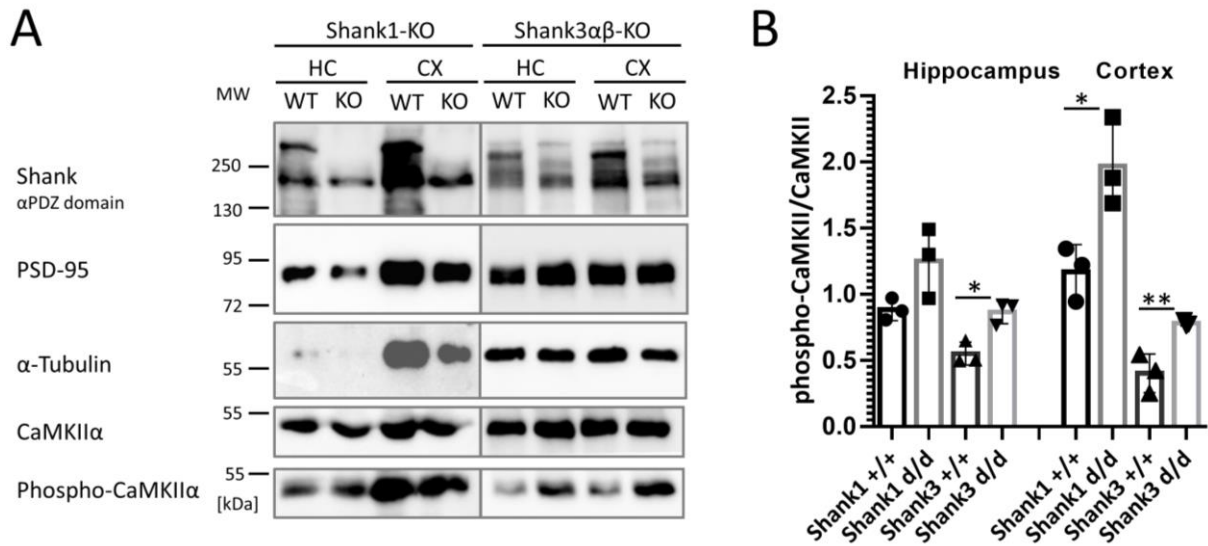 A
Shank1-KO
Shank3αβ-KO
HC
CX
HC
CX
MW
WT
KO
WT
KO
WT
KO
WT
KO
Shank
αPDZ domain
250
130
PSD-95
95
72
α-Tubulin
55
CaMKIIα
55
Phospho-CaMKIIα
55
[kDa]
B
Hippocampus
Cortex
phospho-CaMKII/CaMKII
2.5
2.0
1.5
1.0
0.5
0.0
*
*
**
Shank1 +/+
Shank1 d/d
Shank3 +/+
Shank3 d/d
Shank1 +/+
Shank1 d/d
Shank3 +/+
Shank3 d/d